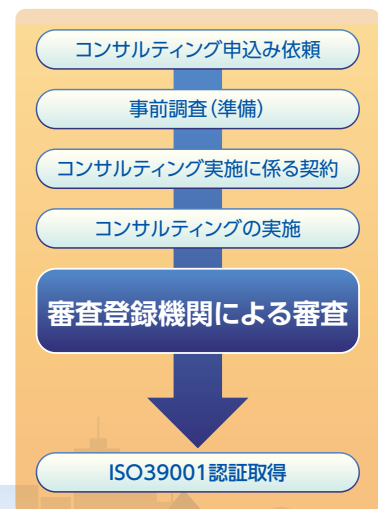 コンサルティング申込み依頼
事前調査（準備）
コンサルティング実施に係る契約
コンサルティングの実施
審査登録機関による審査
ISO39001認証取得